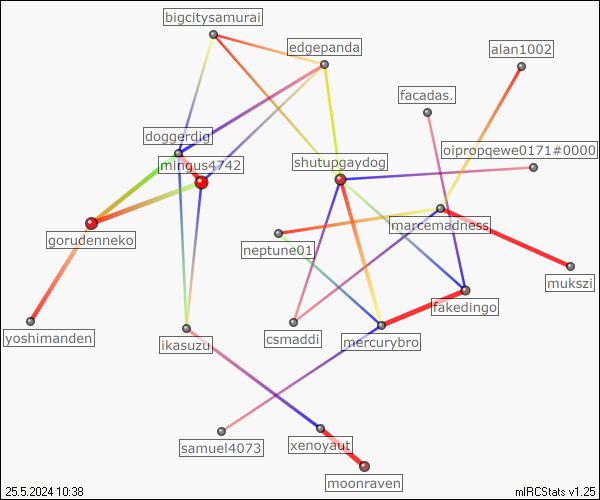 bigcitysamurai
edgepanda
alan1002
facadas.
doggerdig
oipropqewe0171#0000
mingus4742
shutupgaydog
marcemadness
gorudenneko
neptune01
mukszi
fakedingo
yoshimanden
ikasuzu
csmaddi
mercurybro
samuel4073
xenoyaut
moonraven
25.5.2024 10:38
mIRCStats v1.25